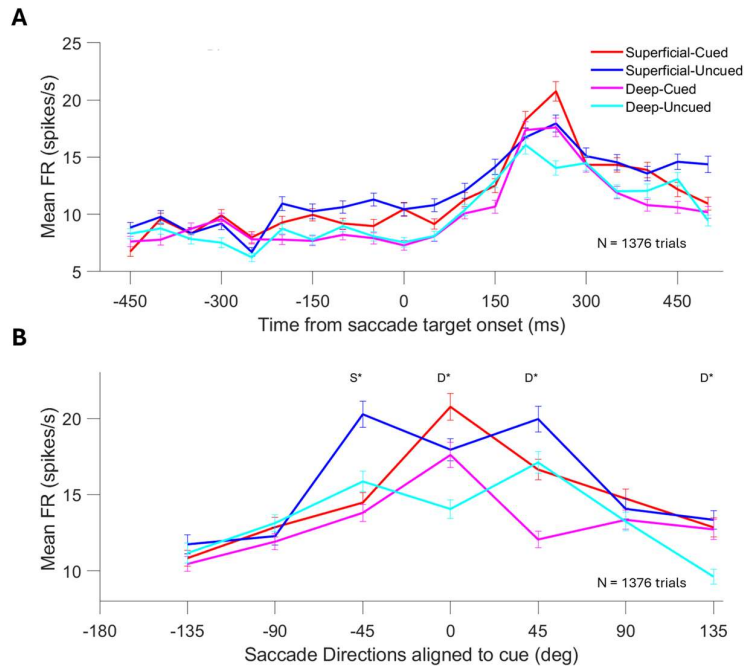 A
25
20
15
10
5
Mean FR (spikes/s)
Superficial-Cued
Superficial-Uncued
Deep-Cued
Deep-Uncued
N = 1376 trials
-450 -300 -150 0 150 300 450
Time from saccade target onset (ms)
B
S* D* D* D*
20
15
10
Mean FR (spikes/s)
N = 1376 trials
-180 -135 -90 -45 0 45 90 135
Saccade Directions aligned to cue (deg)